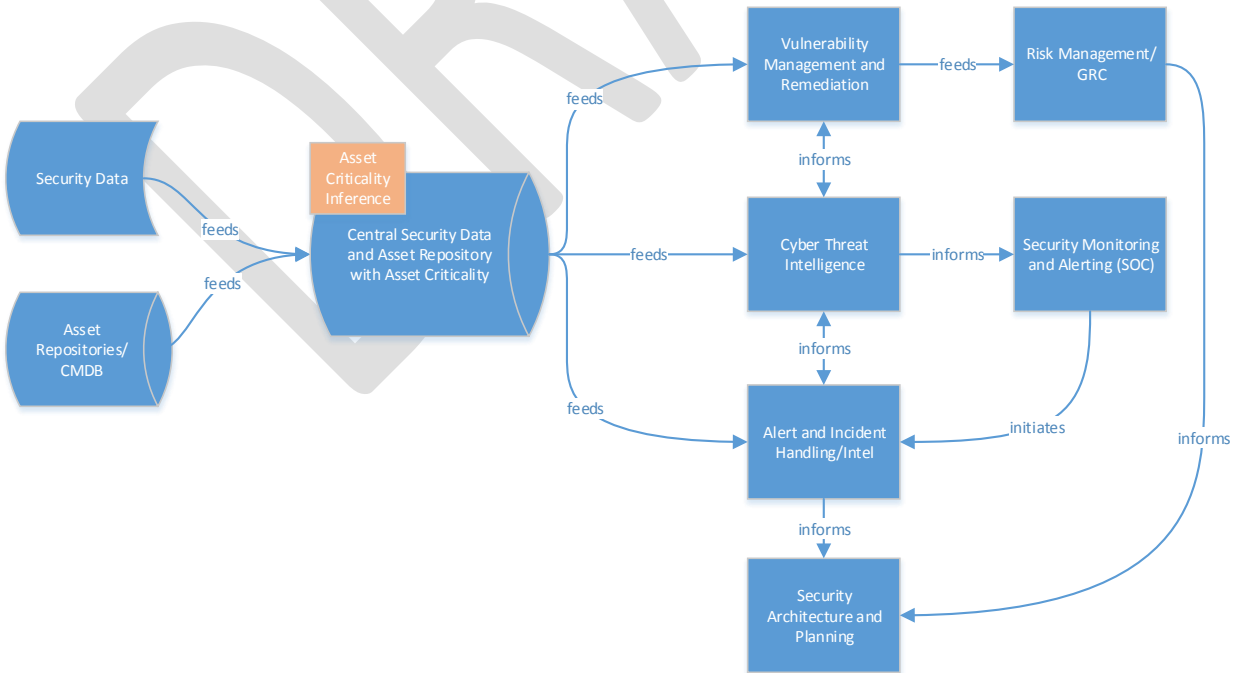 Vulnerability
Management and
Remediation
feeds
Risk Management/
GRC
feeds
informs
Security Data
Asset
Criticality
Inference
feeds
Central Security Data
and Asset Repository
with Asset Criticality
feeds
Cyber Threat
Intelligence
informs
Security Monitoring
and Alerting (SOC)
feeds
Asset
Repositories/
CMDB
informs
feeds
Alert and Incident
Handling/Intel
initiates
informs
informs
Security
Architecture and
Planning